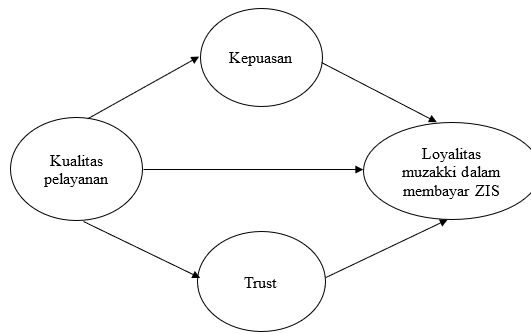 Kepuasan
Kualitas
pelayanan
Loyalitas
muzakki dalam
membayar ZIS
Trust